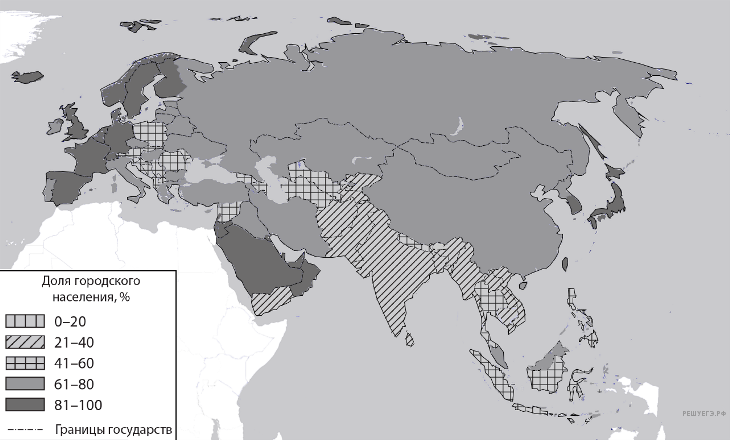 Доля городского
населения, %
0–20
21–40
41–60
61–80
81–100
Границы государств
РЕШУЕГЭ.РФ